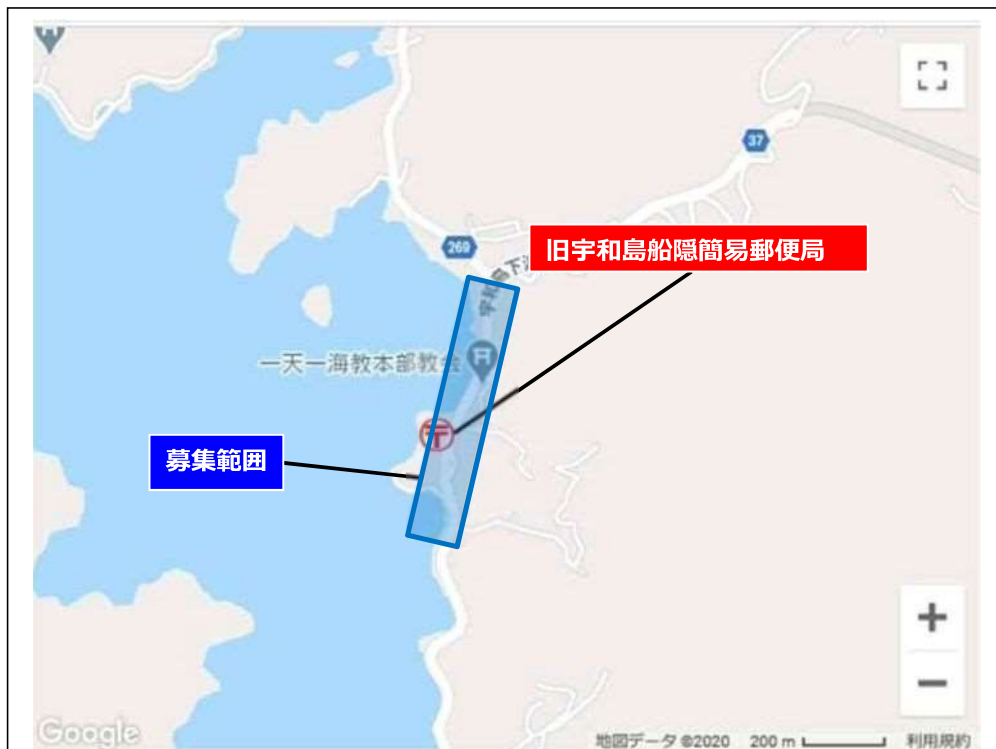 37
269
旧宇和島船隠簡易郵便局
一天一海教本部教会
募集範囲
Google
地図データ ©2020 200 m 利用規約